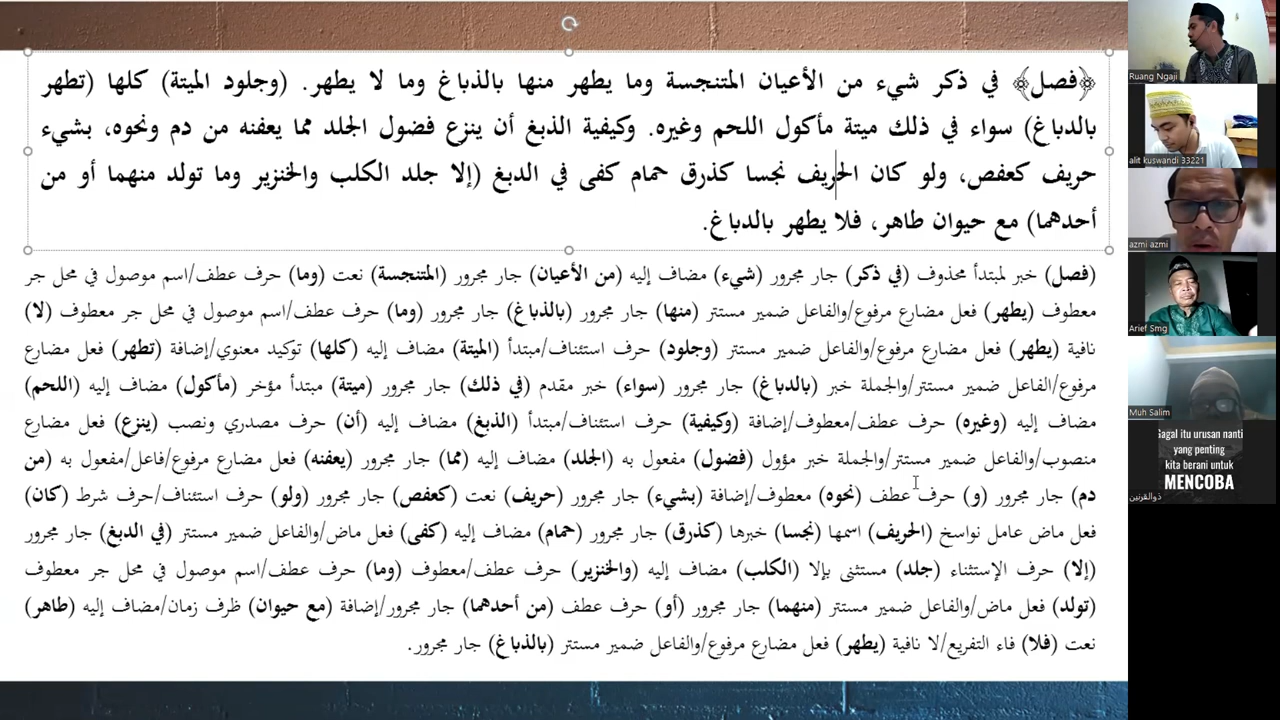 ﴿فصل﴾ في ذكر شيء من الأعيان المتنجسة وما يطهر منها بالذباغ وما لا يطهر. (وجلود الميتة) كلها (تطهر
بالدباغ) سواء في ذلك ميتة مأكول اللحم وغيره. وكيفية الذبغ أن ينزع فضول الجلد مما يعفنه من دم ونحوه، بشيء
حريف كعفص، ولو كان الحريف نجسا كذرق حمام كفى في الدبغ (إلا جلد الكلب والخنزير وما تولد منهما أو من
أحدهما) مع حيوان طاهر، فلا يطهر بالدباغ.
(فصل) خبر لمبتدأ محذوف (في ذكر) جار مجرور (شيء) مضاف إليه (من الأعيان) جار مجرور (المتنجسة) نعت (وما) حرف عطف/اسم موصول في محل جر
معطوف (يطهر) فعل مضارع مرفوع/والفاعل ضمير مستتر (منها) جار مجرور (بالذباغ) جار مجرور (وما) حرف عطف/اسم موصول في محل جر معطوف (لا)
نافية (يطهر) فعل مضارع مرفوع/والفاعل ضمير مستتر (وجلود) حرف استئناف/مبتدأ (الميتة) مضاف إليه (كلها) توكيد معنوي/إضافة (تطهر) فعل مضارع
مرفوع/الفاعل ضمير مستتر/والجملة خبر (بالدباغ) جار مجرور (سواء) خبر مقدم (في ذلك) جار مجرور (ميتة) مبتدأ مؤخر (مأكول) مضاف إليه (اللحم)
مضاف إليه (وغيره) حرف عطف/معطوف/إضافة (وكيفية) حرف استئناف/مبتدأ (الذبغ) مضاف إليه (أن) حرف مصدري ونصب (ينزع) فعل مضارع
منصوب/والفاعل ضمير مستتر/والجملة خبر مؤول (فضول) مفعول به (الجلد) مضاف إليه (مما) جار مجرور (يعفنه) فعل مضارع مرفوع/فاعل/مفعول به (من
دم) جار مجرور (و) حرف عطف (نحوه) معطوف/إضافة (بشيء) جار مجرور (حريف) نعت (كعفص) جار مجرور (ولو) حرف استئناف/حرف شرط (كان)
فعل ماض عامل نواسخ (الحريف) اسمها (نجسا) خبرها (كذرق) جار مجرور (حمام) مضاف إليه (كفى) فعل ماض/والفاعل ضمير مستتر (في الدبغ) جار مجرور
(إلا) حرف الإستثناء (جلد) مستثنى بإلا (الكلب) مضاف إليه (والخنزير) حرف عطف/معطوف (وما) حرف عطف/اسم موصول في محل جر معطوف
(تولد) فعل ماض/والفاعل ضمير مستتر (منهما) جار مجرور (أو) حرف عطف (من أحدهما) جار مجرور/إضافة (مع حيوان) ظرف زمان/مضاف إليه (طاهر)
نعت (فلا) فاء التفريع/لا نافية (يطهر) فعل مضارع مرفوع/والفاعل ضمير مستتر (بالذباغ) جار مجرور.
Ruang Ngaji
alit kuswandi 33221
azmi azmi
Arief Smg
Muh Salim
Gagal itu urusan nanti
yang penting
kita berani untuk
MENCOBA
ذوالقرنين